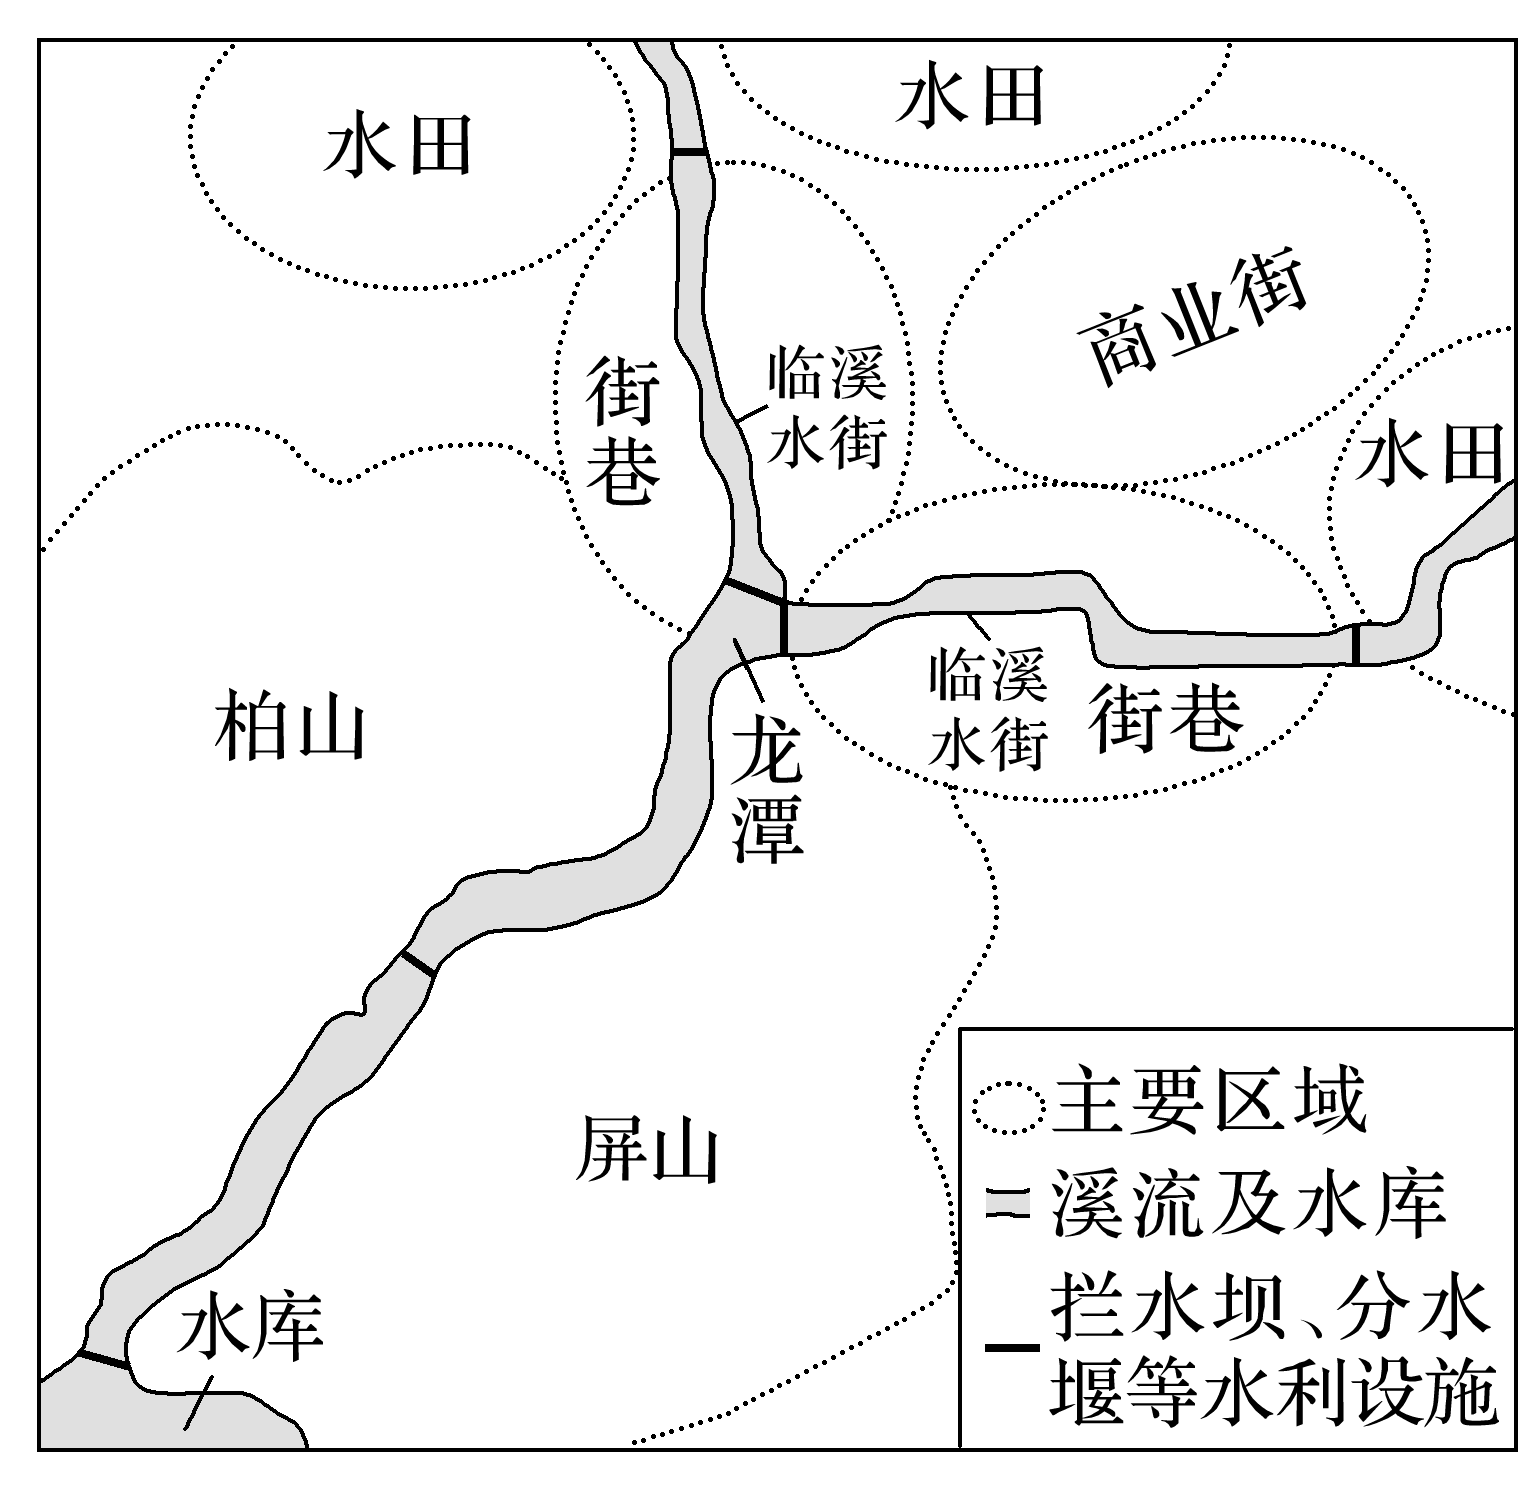 水田
水田
商业街
临溪
水街
街巷
水田
临溪
水街
街巷
柏山
龙潭
屏山
水库
主要区域
溪流及水库
拦水坝、分水
堰等水利设施